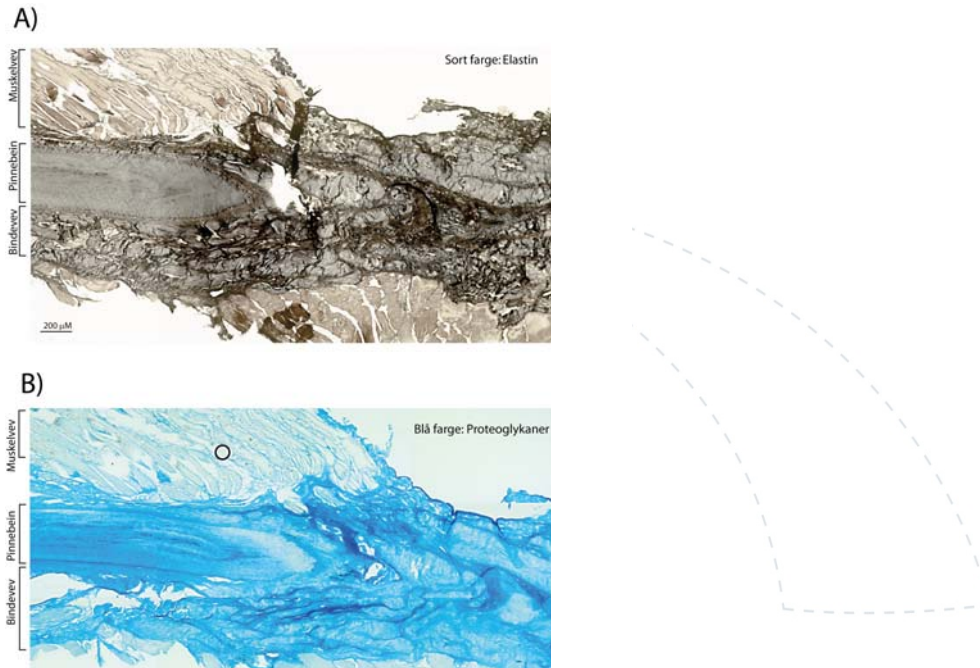 A)
Sort farge: Elastin
Muskelvev
Pinnebein
Bindevev
200 µM
B)
Blå farge: Proteoglykaner
Muskelvev
Pinnebein
Bindevev